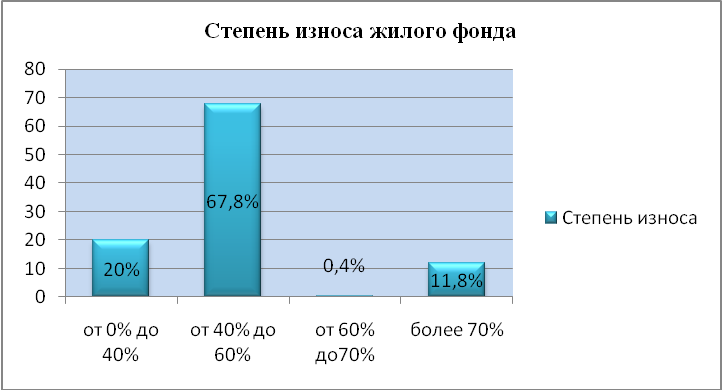 Степень износа жилого фонда
80
70
60
50
40
30
20
10
0
20%
67,8%
0,4%
11,8%
от 0% до
40%
от 40% до
60%
от 60%
до70%
более 70%
Степень износа